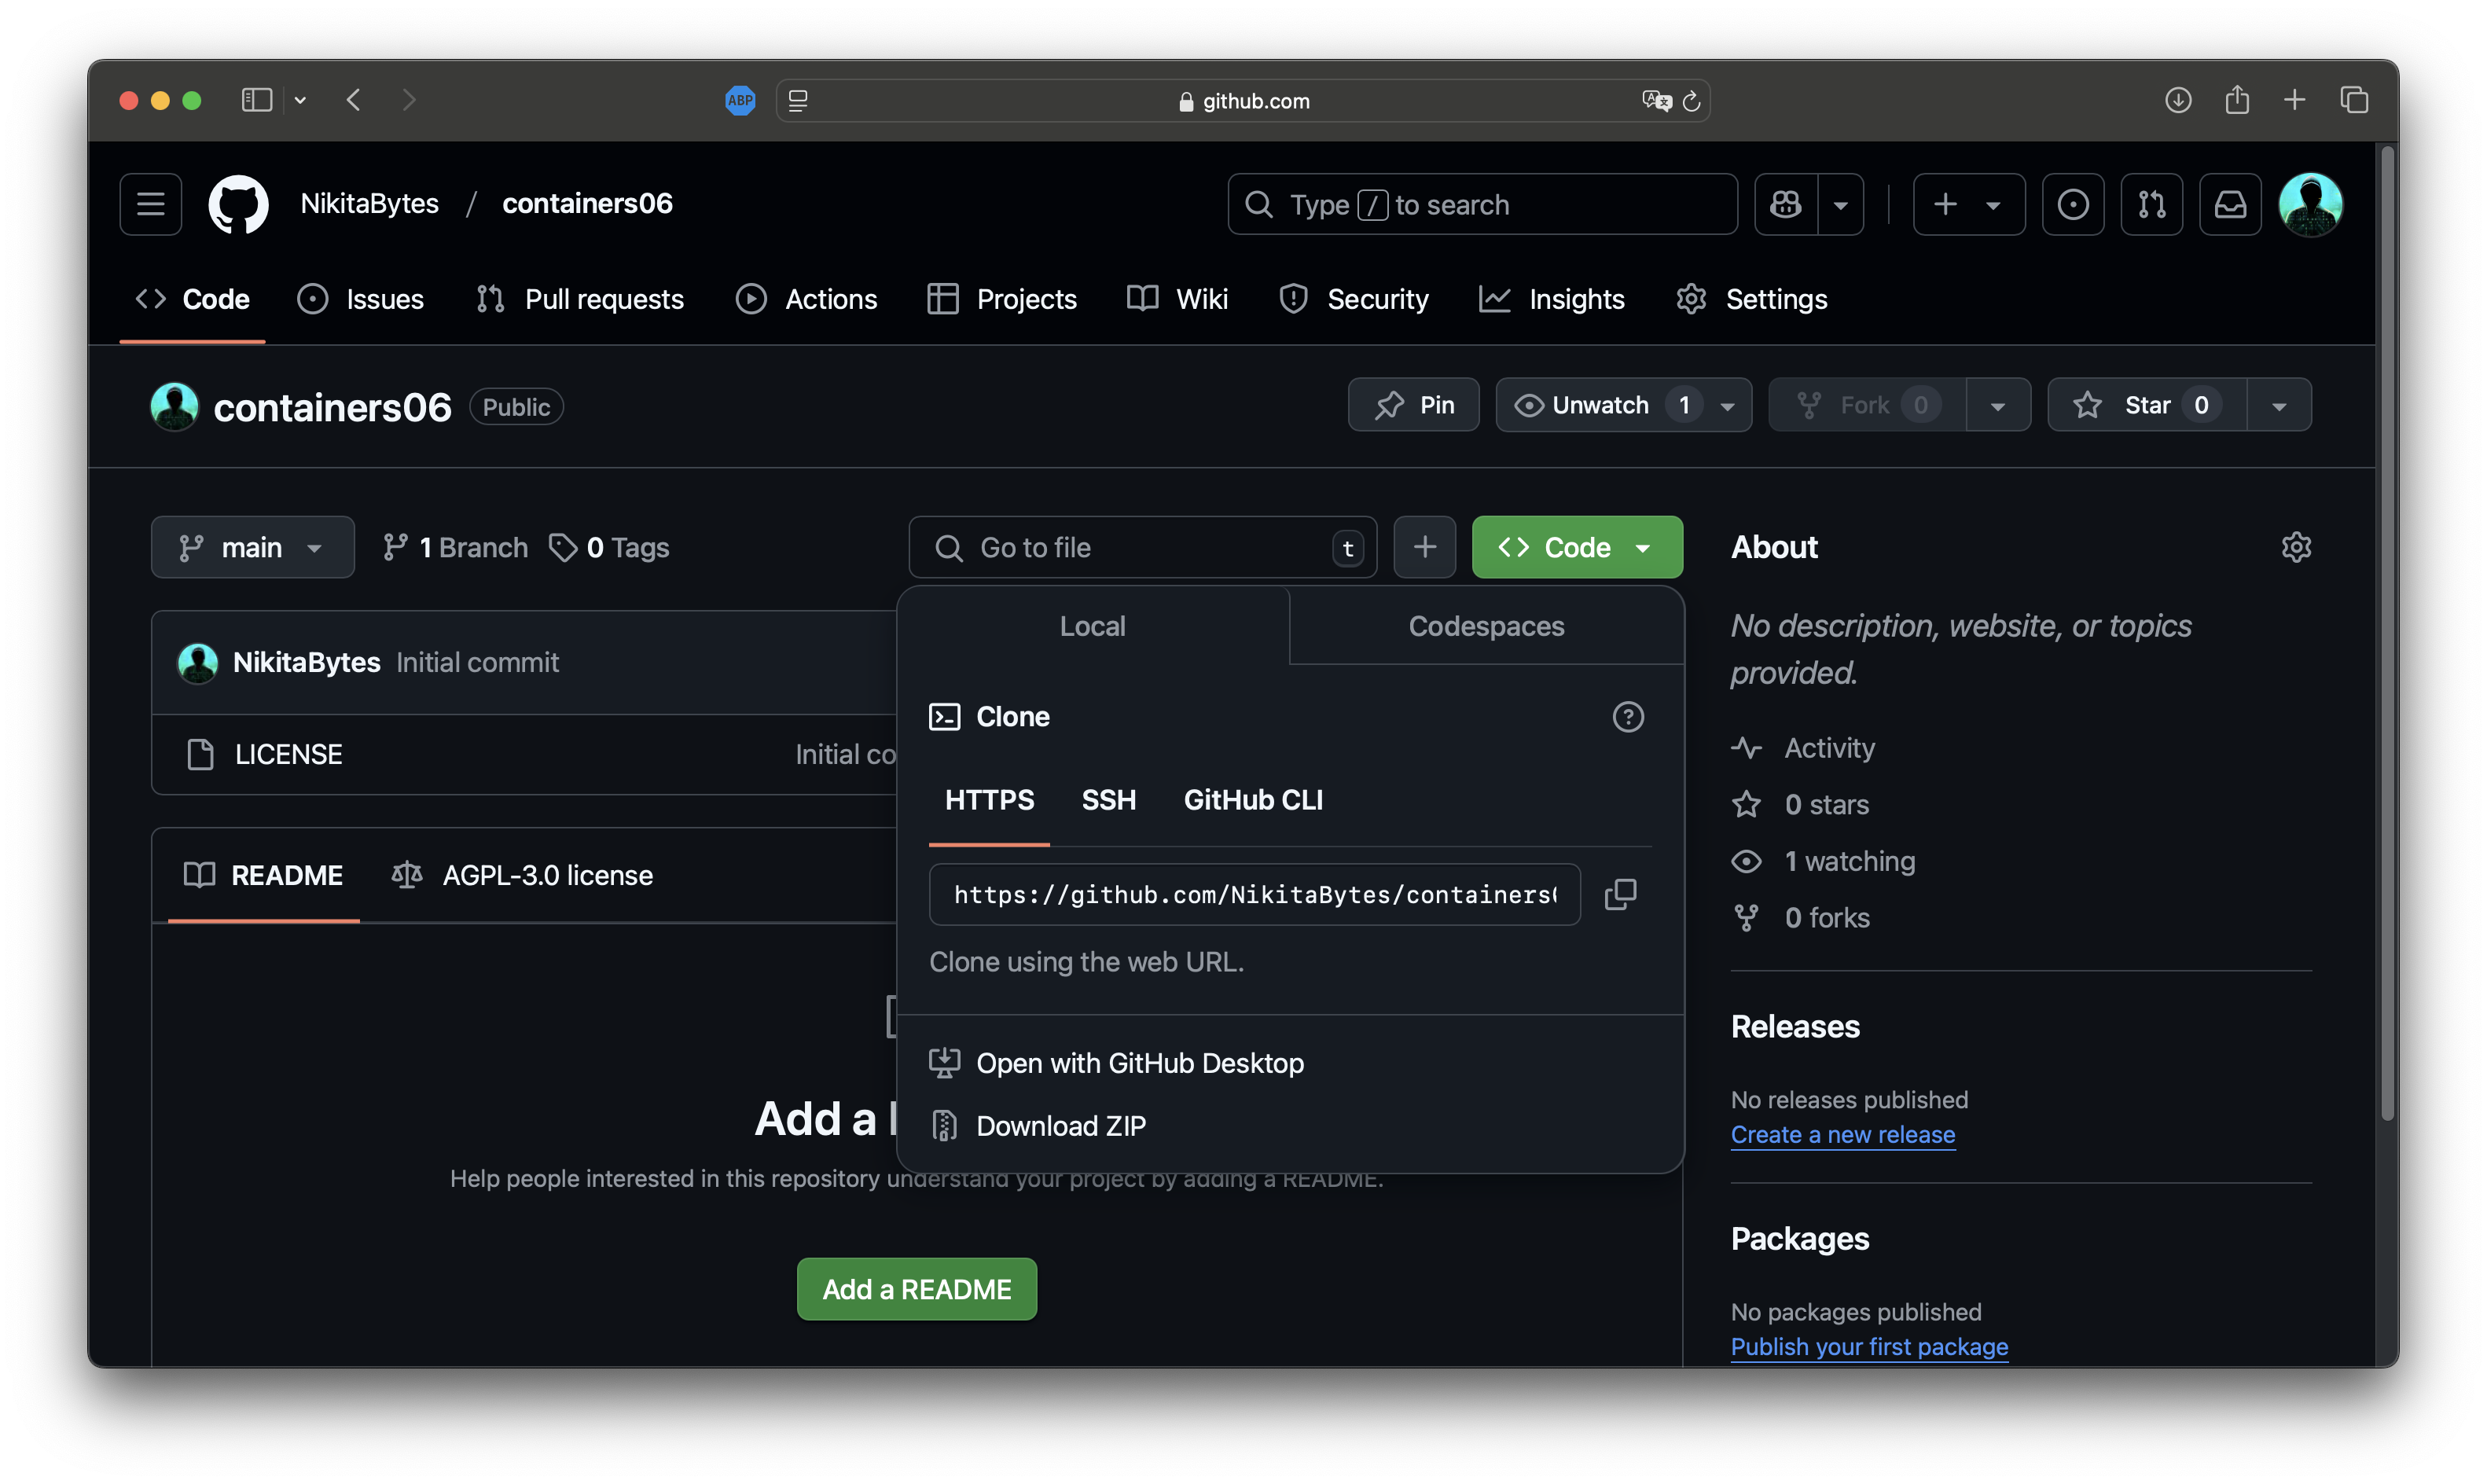 ABP
github.com
NikitaBytes / containers06
Type / to search
Code Issues Pull requests Actions Projects Wiki Security Insights Settings
containers06 Public
Pin Unwatch 1 Fork 0 Star 0
main 1 Branch 0 Tags Go to file t Code About
No description, website, or topics
provided.
NikitaBytes Initial commit
LICENSE Initial co
README AGPL-3.0 license
Local Codespaces
Clone
HTTPS SSH GitHub CLI
https://github.com/NikitaBytes/containers
Clone using the web URL.
Open with GitHub Desktop
Download ZIP
Add a
Help people interested in this repository understand your project by adding a README.
Add a README
Activity
0 stars
1 watching
0 forks
Releases
No releases published
Create a new release
Packages
No packages published
Publish your first package